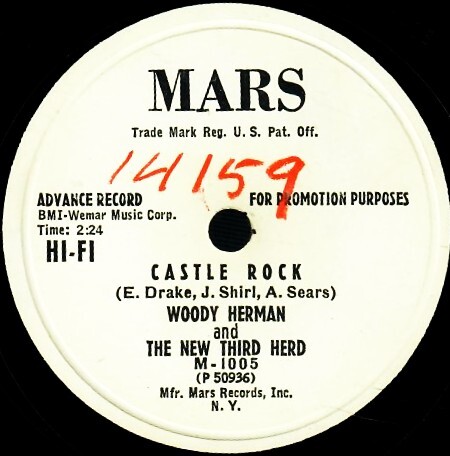 MARS
Trade Mark Reg. U. S. Pat. Off.
14159
ADVANCE RECORD FOR PROMOTION PURPOSES
BMI-Wemar Music Corp.
Time: 2:24
HI-FI
CASTLE ROCK
(E. Drake, J. Shirl, A. Sears)
WOODY HERMAN
and
THE NEW THIRD HERD
M-1005
(P 50936)
Mfr. Mars Records, Inc.
N. Y.